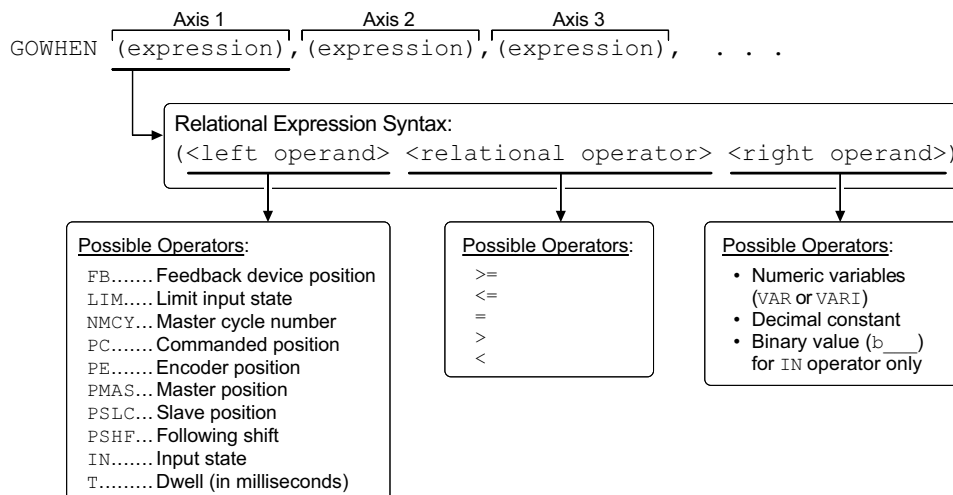 Axis 1 Axis 2 Axis 3
GOWHEN (expression),(expression),(expression), . . .
Relational Expression Syntax:
(<left operand> <relational operator> <right operand>)
Possible Operators:
FB.......Feedback device position
LIM.....Limit input state
NMCY...Master cycle number
PC.......Commanded position
PE.......Encoder position
PMAS...Master position
PSLC...Slave position
PSHF...Following shift
IN.......Input state
T.........Dwell (in milliseconds)
Possible Operators:
>=
<=
=
>
<
Possible Operators:
• Numeric variables
(VAR or VARI)
• Decimal constant
• Binary value (b___)
for IN operator only